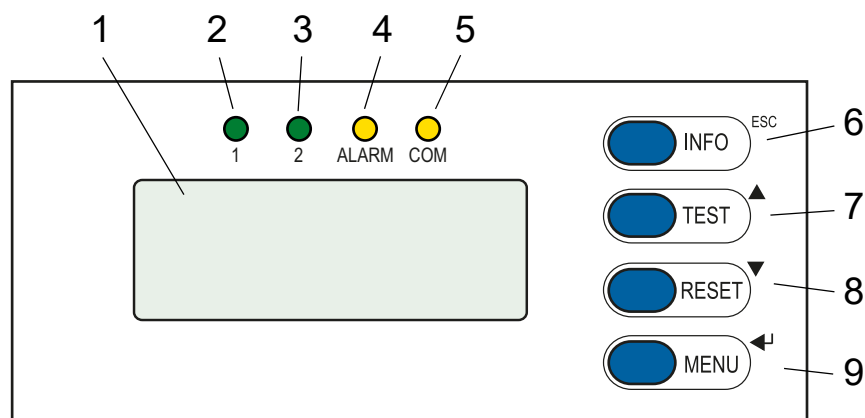 1 2 3 4 5
1 2 ALARM COM
INFO ESC 6
TEST ▲ 7
RESET ▼ 8
MENU ↵ 9